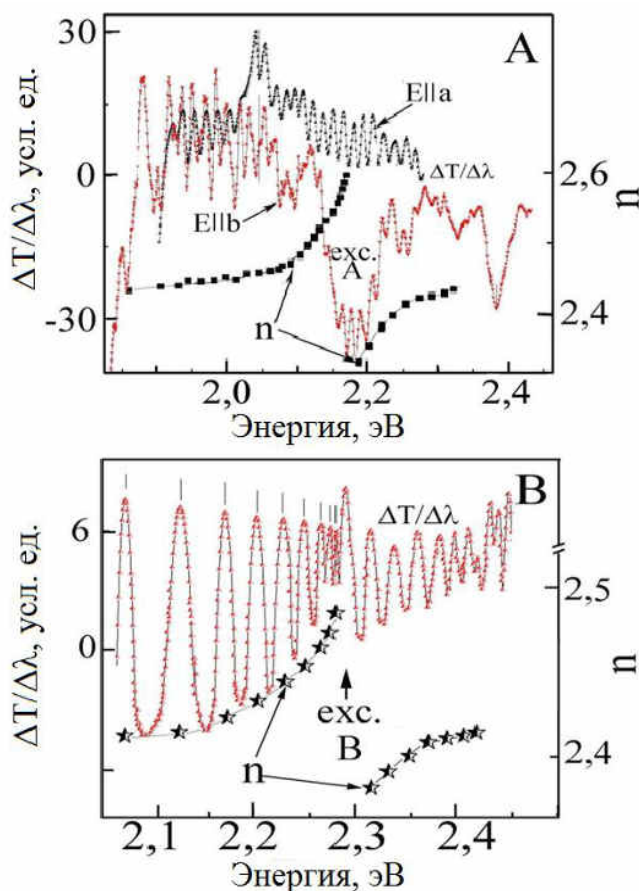 30
A
E||a
ΔT/Δλ, усл. ед.
0
ΔT/Δλ
2,6
n
E||b
exc.
A
-30
n
2,4
2,0
2,2
2,4
Энергия, эВ
B
ΔT/Δλ
6
ΔT/Δλ, усл. ед.
2,5
n
0
exc.
B
n
2,4
2,1
2,2
2,3
2,4
Энергия, эВ